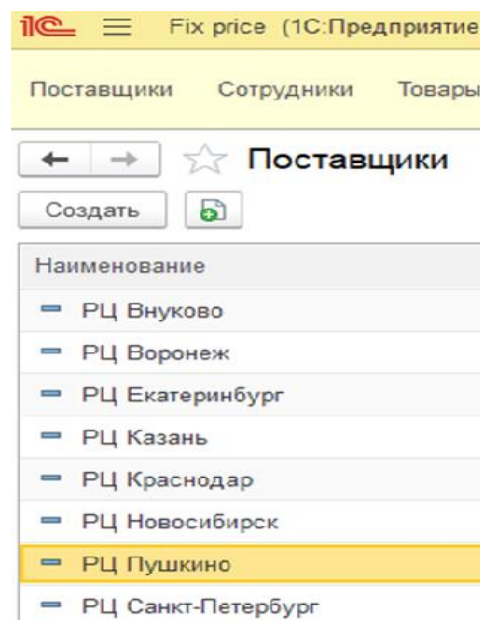 1С Fix price (1С:Предприятие
Поставщики Сотрудники Товары
Поставщики
Создать
Наименование
РЦ Внуково
РЦ Воронеж
РЦ Екатеринбург
РЦ Казань
РЦ Краснодар
РЦ Новосибирск
РЦ Пушкино
РЦ Санкт-Петербург